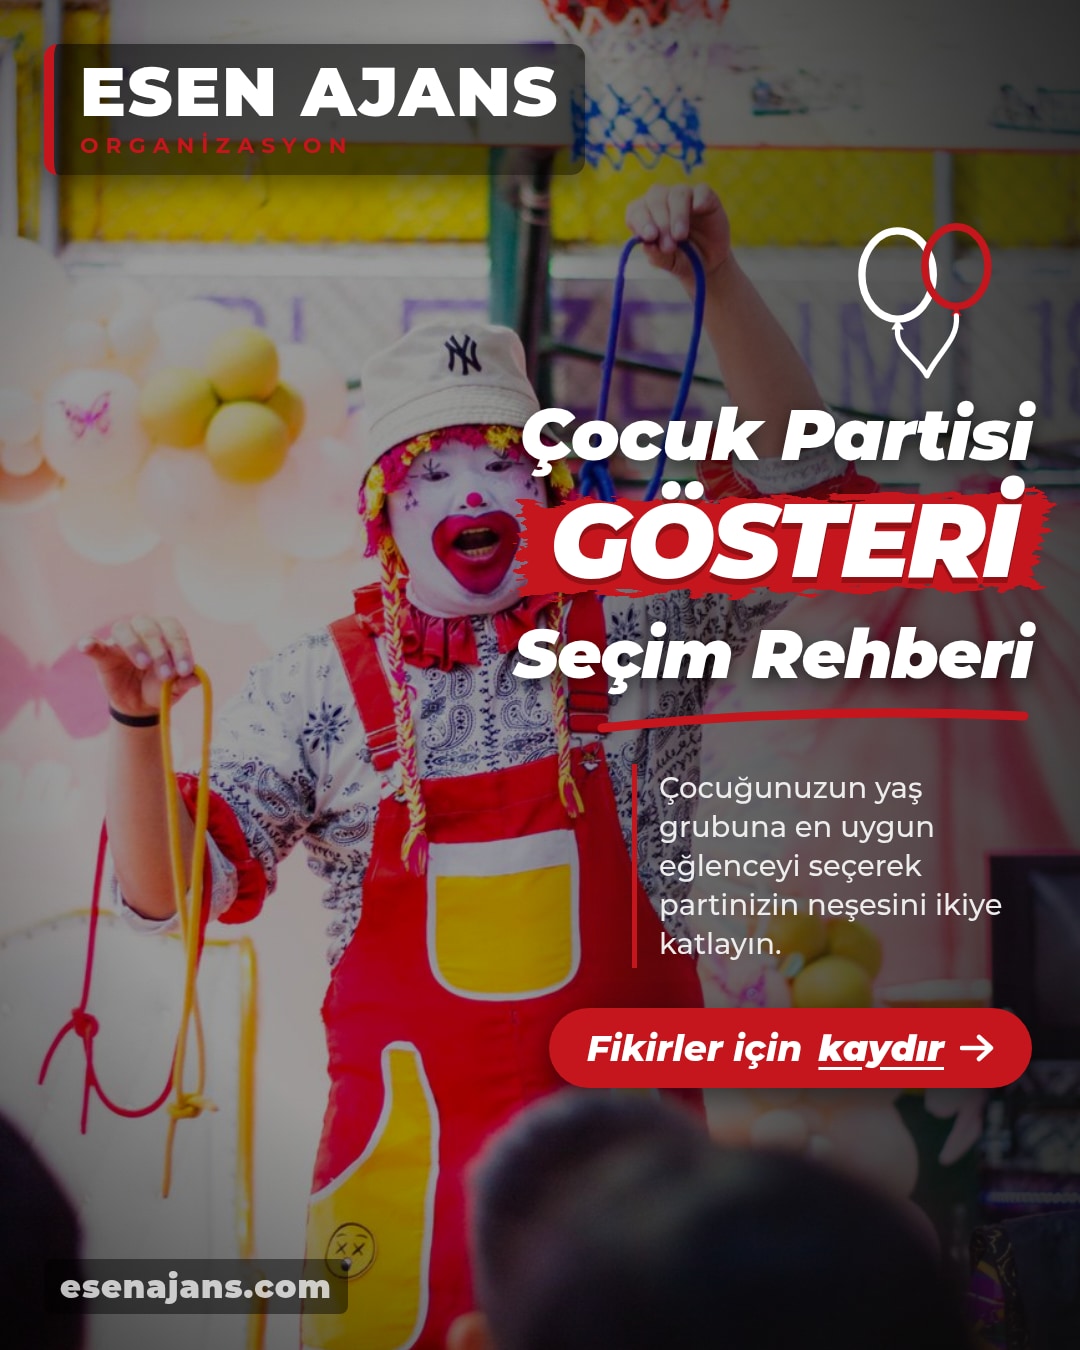 ESEN AJANS
ORGANİZASYON
NY
Çocuk Partisi
GÖSTERİ
Seçim Rehberi
Çocuğunuzun yaş
grubuna en uygun
eğlenceyi seçerek
partinizin neşesini ikiye
katlayın.
Fikirler için kaydır →
esenajans.com